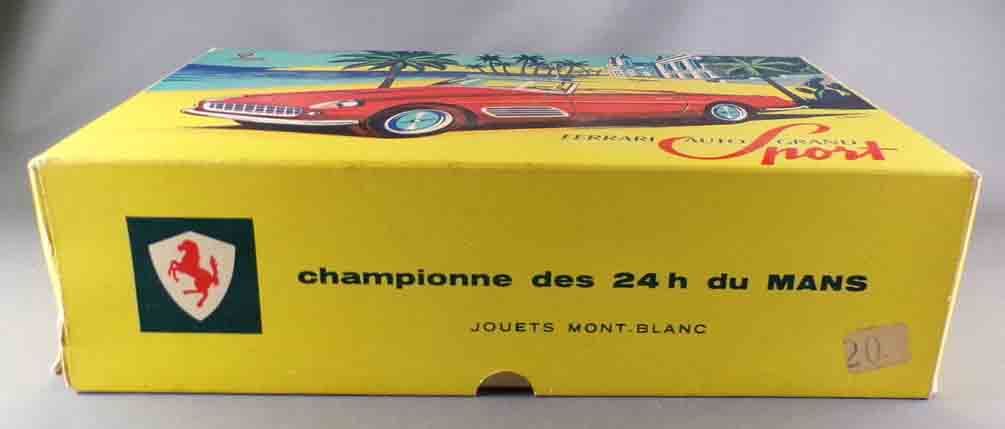 FERRARI AUTO GRAND
Sport
championne des 24 h du MANS
JOUETS MONT-BLANC
20.